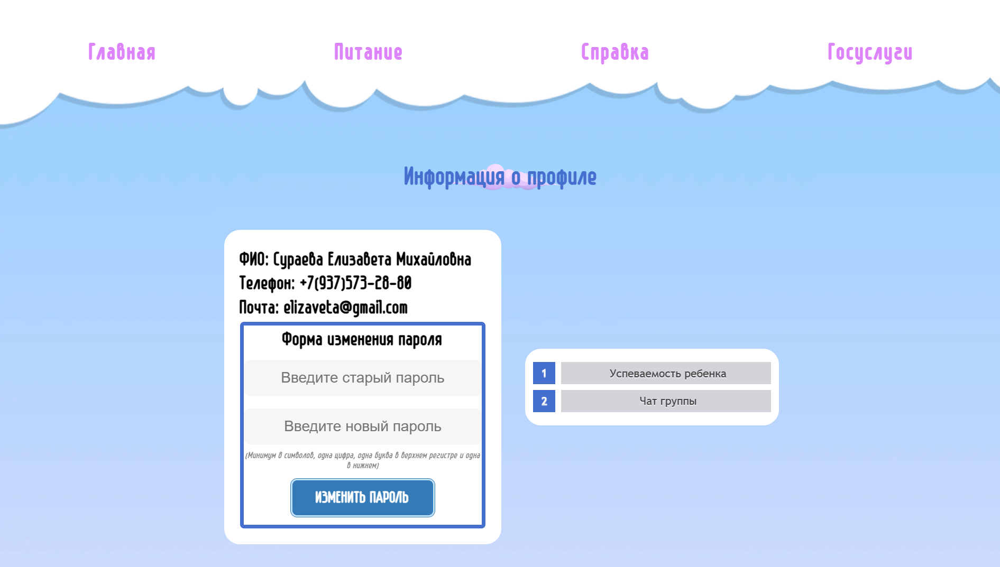 Главная
Питание
Справка
Госуслуги
Информация о профиле
ФИО: Сураева Елизавета Михайловна
Телефон: +7(937)573-28-80
Почта: elizaveta@gmail.com
Форма изменения пароля
Введите старый пароль
Введите новый пароль
(Минимум 8 символов, одна цифра, одна буква в верхнем регистре и одна
в нижнем)
ИЗМЕНИТЬ ПАРОЛЬ
1 Успеваемость ребенка
2 Чат группы